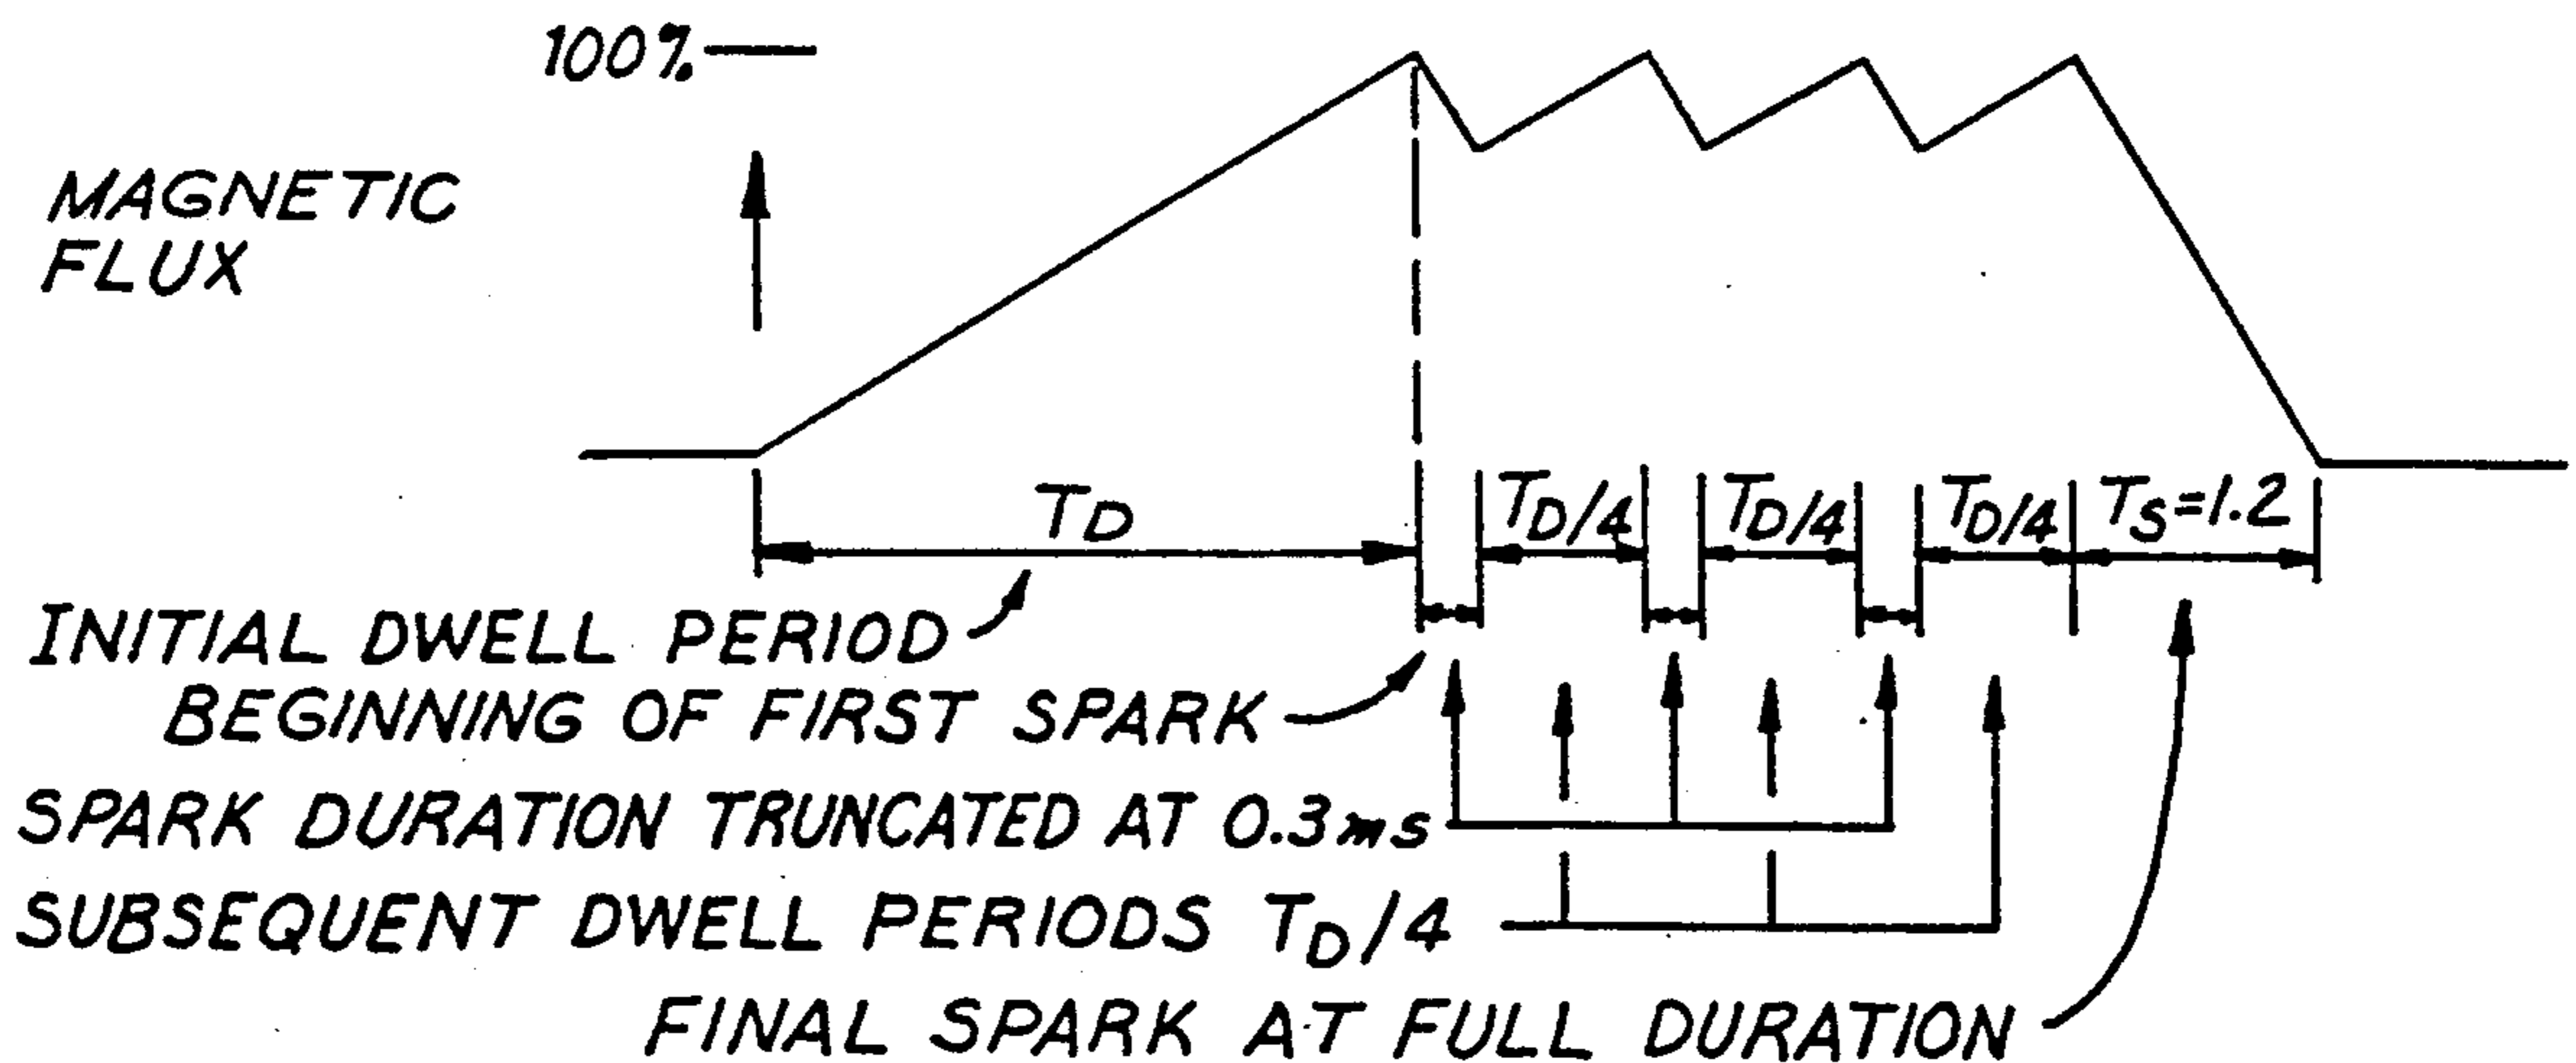 100%
MAGNETIC
FLUX
TD
TD/4
TD/4
TD/4
TS=1.2
INITIAL DWELL PERIOD
BEGINNING OF FIRST SPARK
SPARK DURATION TRUNCATED AT 0.3ms
SUBSEQUENT DWELL PERIODS TD/4
FINAL SPARK AT FULL DURATION